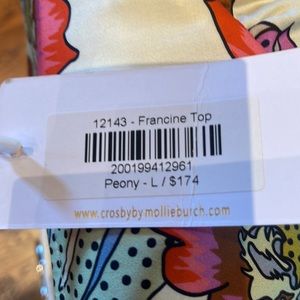 12143 - Francine Top
200199412961
Peony - L / $174
www.crosbybymollieburch.com